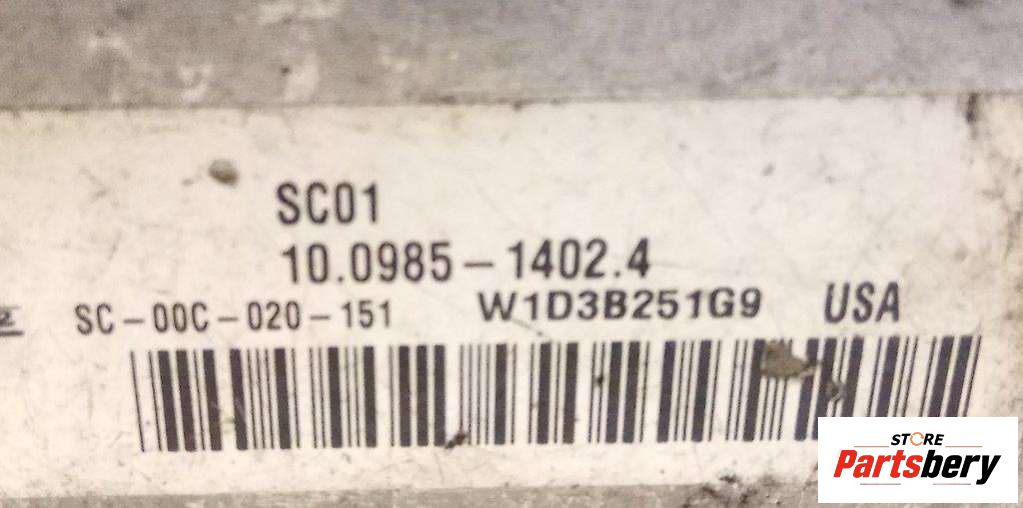 SC01
10.0985-1402.4
SC-00C-020-151 W1D3B251G9 USA
STORE
Partsbery